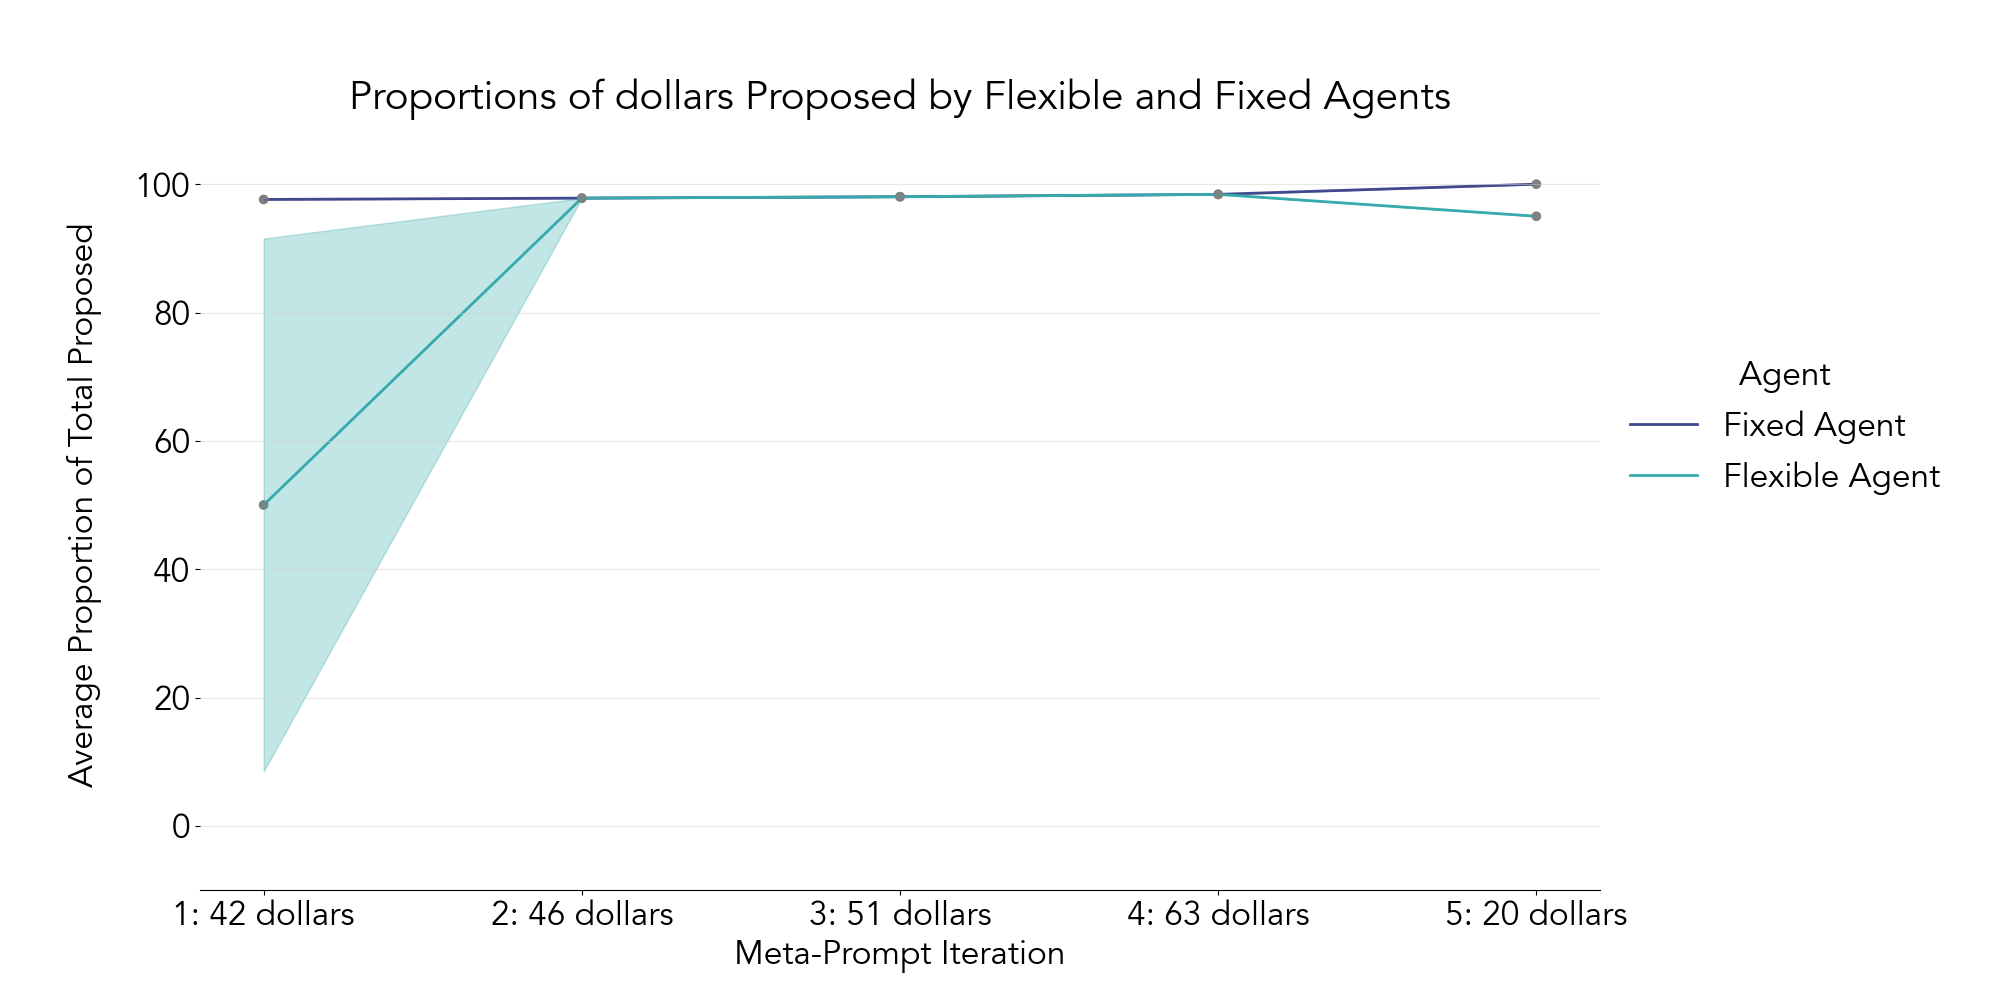 Proportions of dollars Proposed by Flexible and Fixed Agents
Average Proportion of Total Proposed
100
80
60
40
20
0
1: 42 dollars
2: 46 dollars
3: 51 dollars
4: 63 dollars
5: 20 dollars
Meta-Prompt Iteration
Agent
Fixed Agent
Flexible Agent